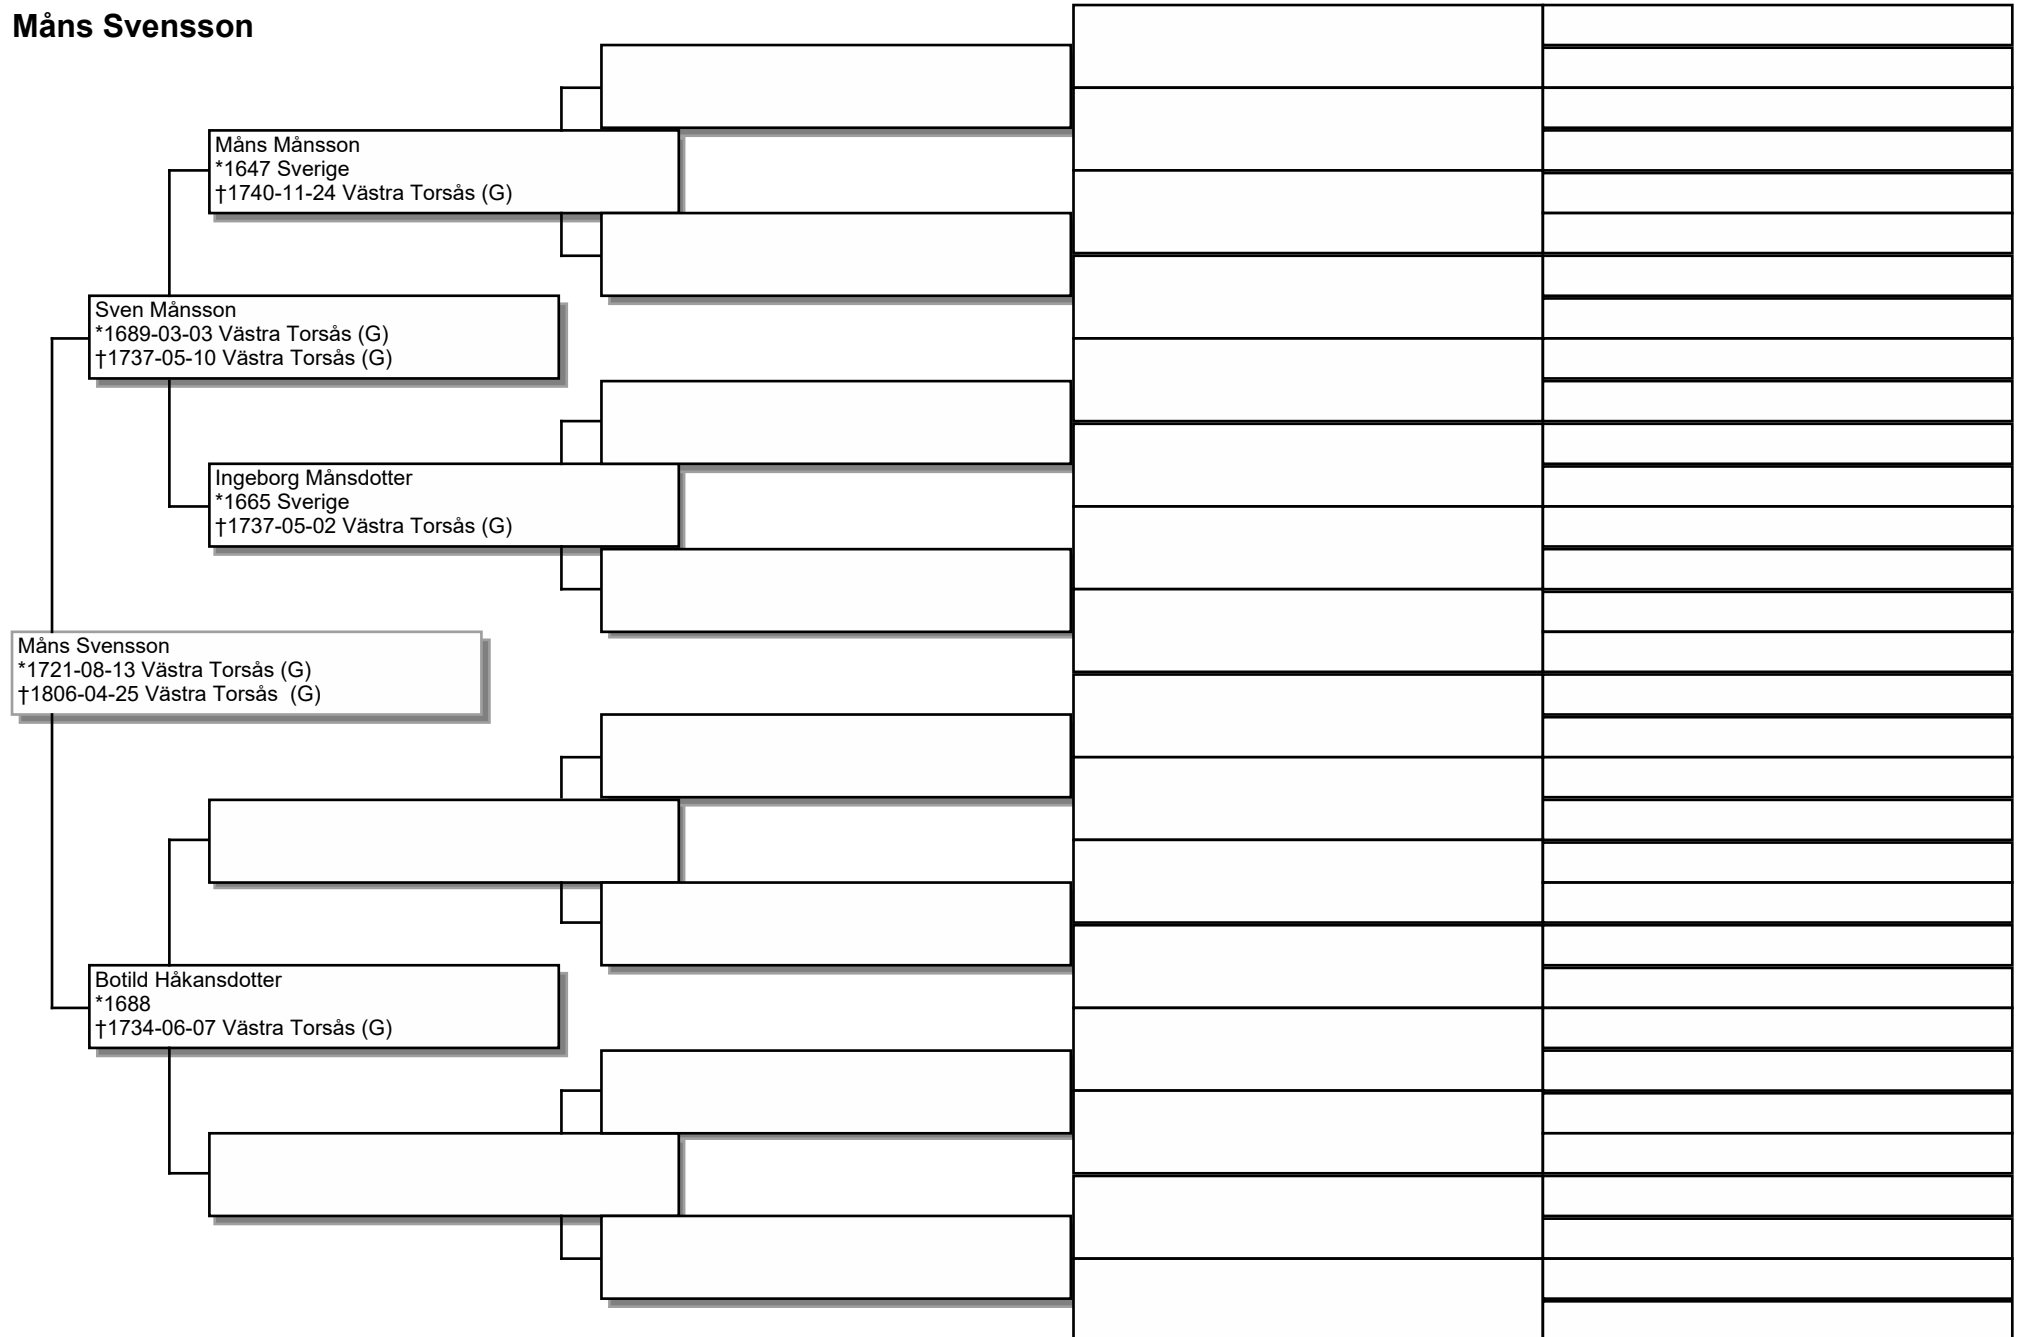 Måns Svensson
Måns Månsson
*1647 Sverige
†1740-11-24 Västra Torsås (G)
Sven Månsson
*1689-03-03 Västra Torsås (G)
†1737-05-10 Västra Torsås (G)
Ingeborg Månsdotter
*1665 Sverige
†1737-05-02 Västra Torsås (G)
Måns Svensson
*1721-08-13 Västra Torsås (G)
†1806-04-25 Västra Torsås  (G)
Botild Håkansdotter
*1688
†1734-06-07 Västra Torsås (G)